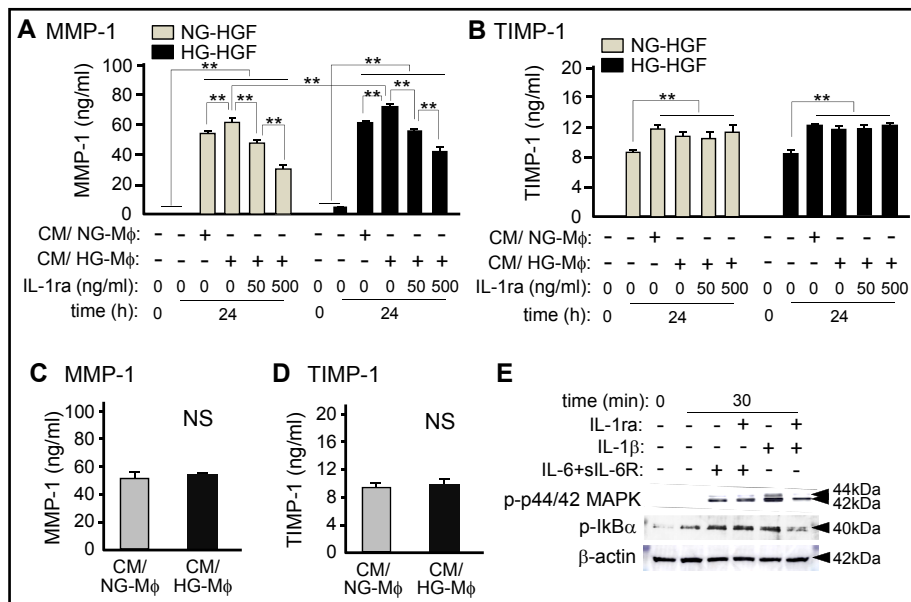 A MMP-1
NG-HGF
HG-HGF
MMP-1 (ng/ml)
100
80
60
40
20
0
** ** ** ** ** ** ** ** **
CM/ NG-Mϕ: - - + - - - - - + - - -
CM/ HG-Mϕ: - - - + + + - - - + + +
IL-1ra (ng/ml) 0 0 0 0 50 500 0 0 0 0 50 500
time (h): 0 24 0 24
B TIMP-1
NG-HGF
HG-HGF
TIMP-1 (ng/ml)
20
16
12
8
4
0
** **
CM/ NG-Mϕ: - - + - - - - - + - - -
CM/ HG-Mϕ: - - - + + + - - - + + +
IL-1ra (ng/ml): 0 0 0 0 50 500 0 0 0 0 50 500
time (h): 0 24 0 24
C MMP-1
MMP-1 (ng/ml)
100
80
60
40
20
0
NS
CM/ NG-Mϕ
CM/ HG-Mϕ
D TIMP-1
TIMP-1 (ng/ml)
20
16
12
8
4
0
NS
CM/ NG-Mϕ
CM/ HG-Mϕ
E
time (min): 0 30
IL-1ra: - - - + - +
IL-1β: - - - - + +
IL-6+sIL-6R: - - + + - -
p-p44/42 MAPK 44kDa
42kDa
p-IkBα 40kDa
β-actin 42kDa